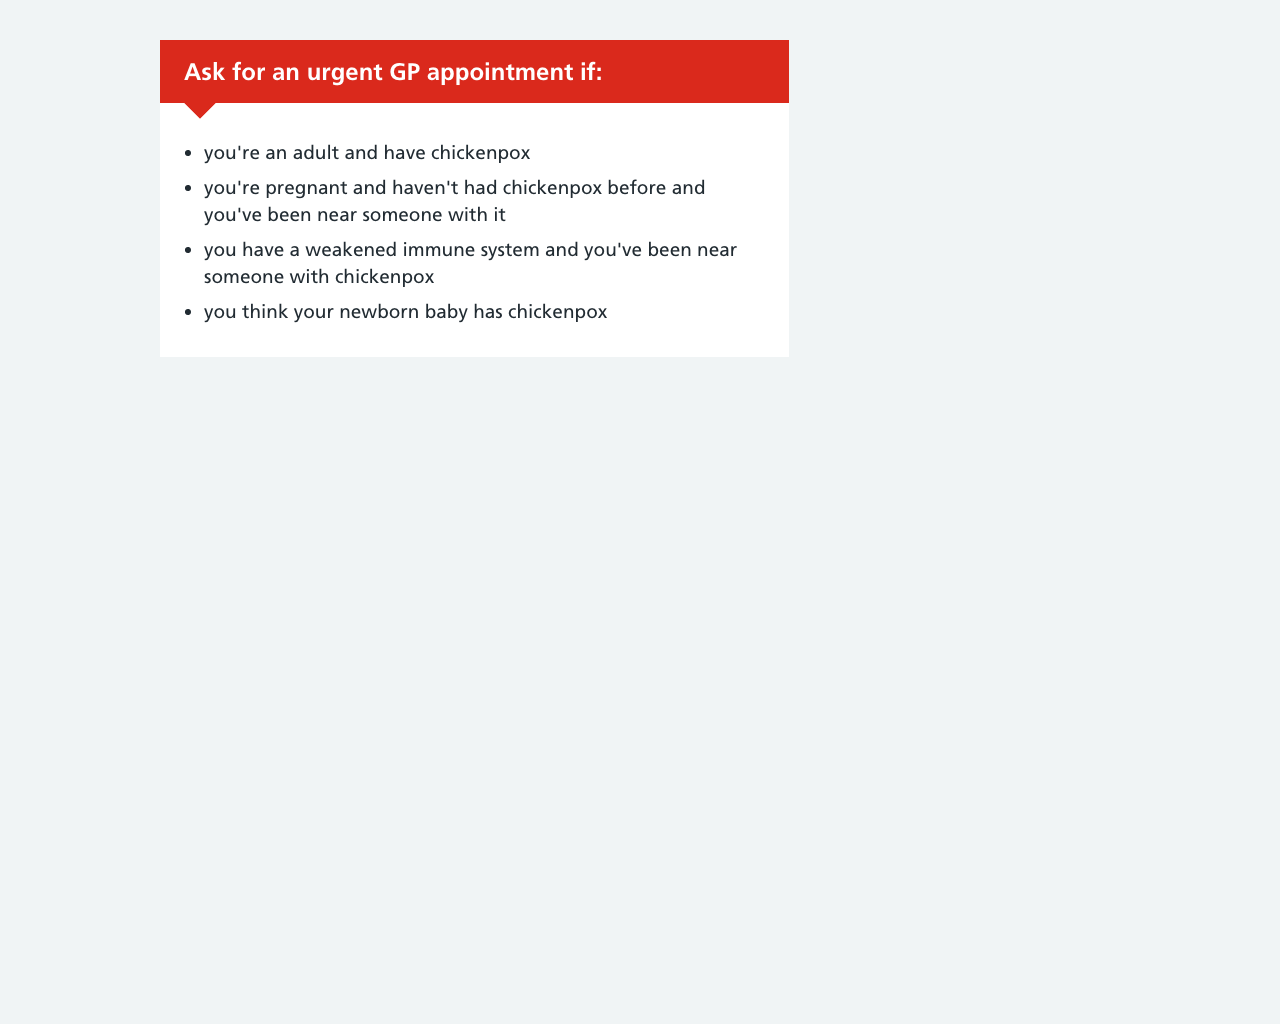 Ask for an urgent GP appointment if:
• you're an adult and have chickenpox
• you're pregnant and haven't had chickenpox before and
you've been near someone with it
• you have a weakened immune system and you've been near
someone with chickenpox
• you think your newborn baby has chickenpox